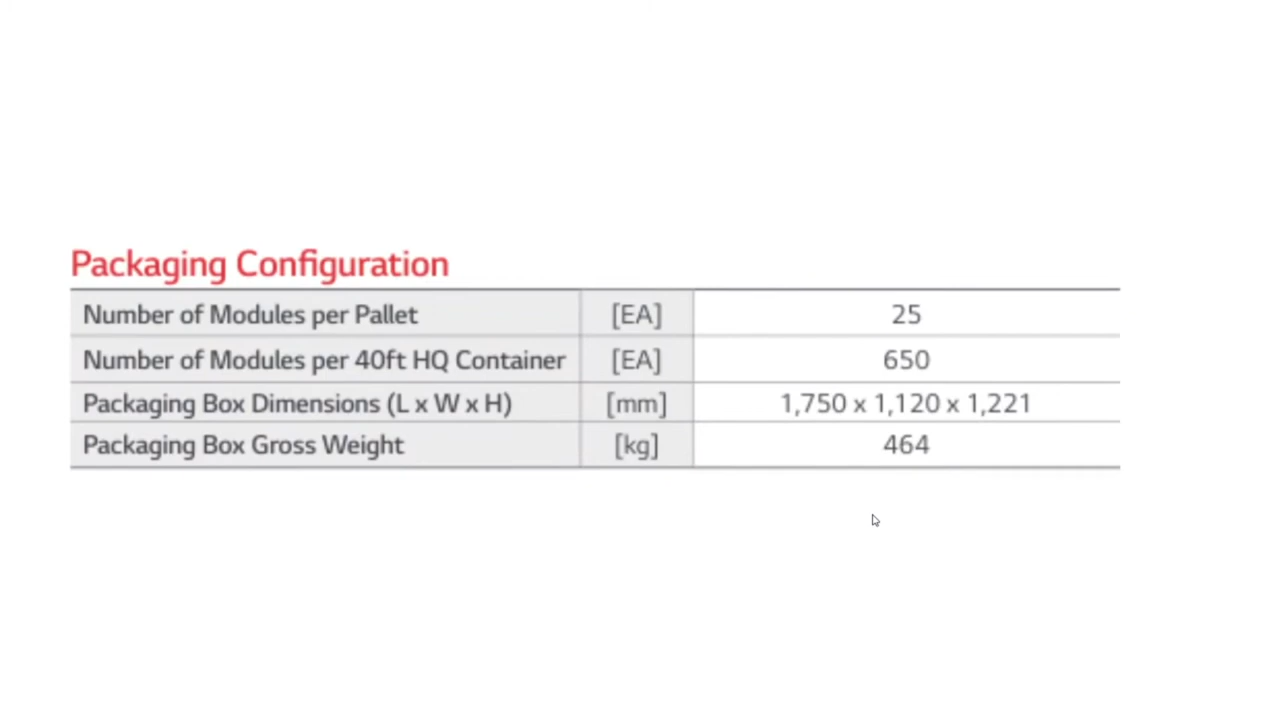 Packaging Configuration
Number of Modules per Pallet [EA] 25
Number of Modules per 40ft HQ Container [EA] 650
Packaging Box Dimensions (L x W x H) [mm] 1,750 x 1,120 x 1,221
Packaging Box Gross Weight [kg] 464